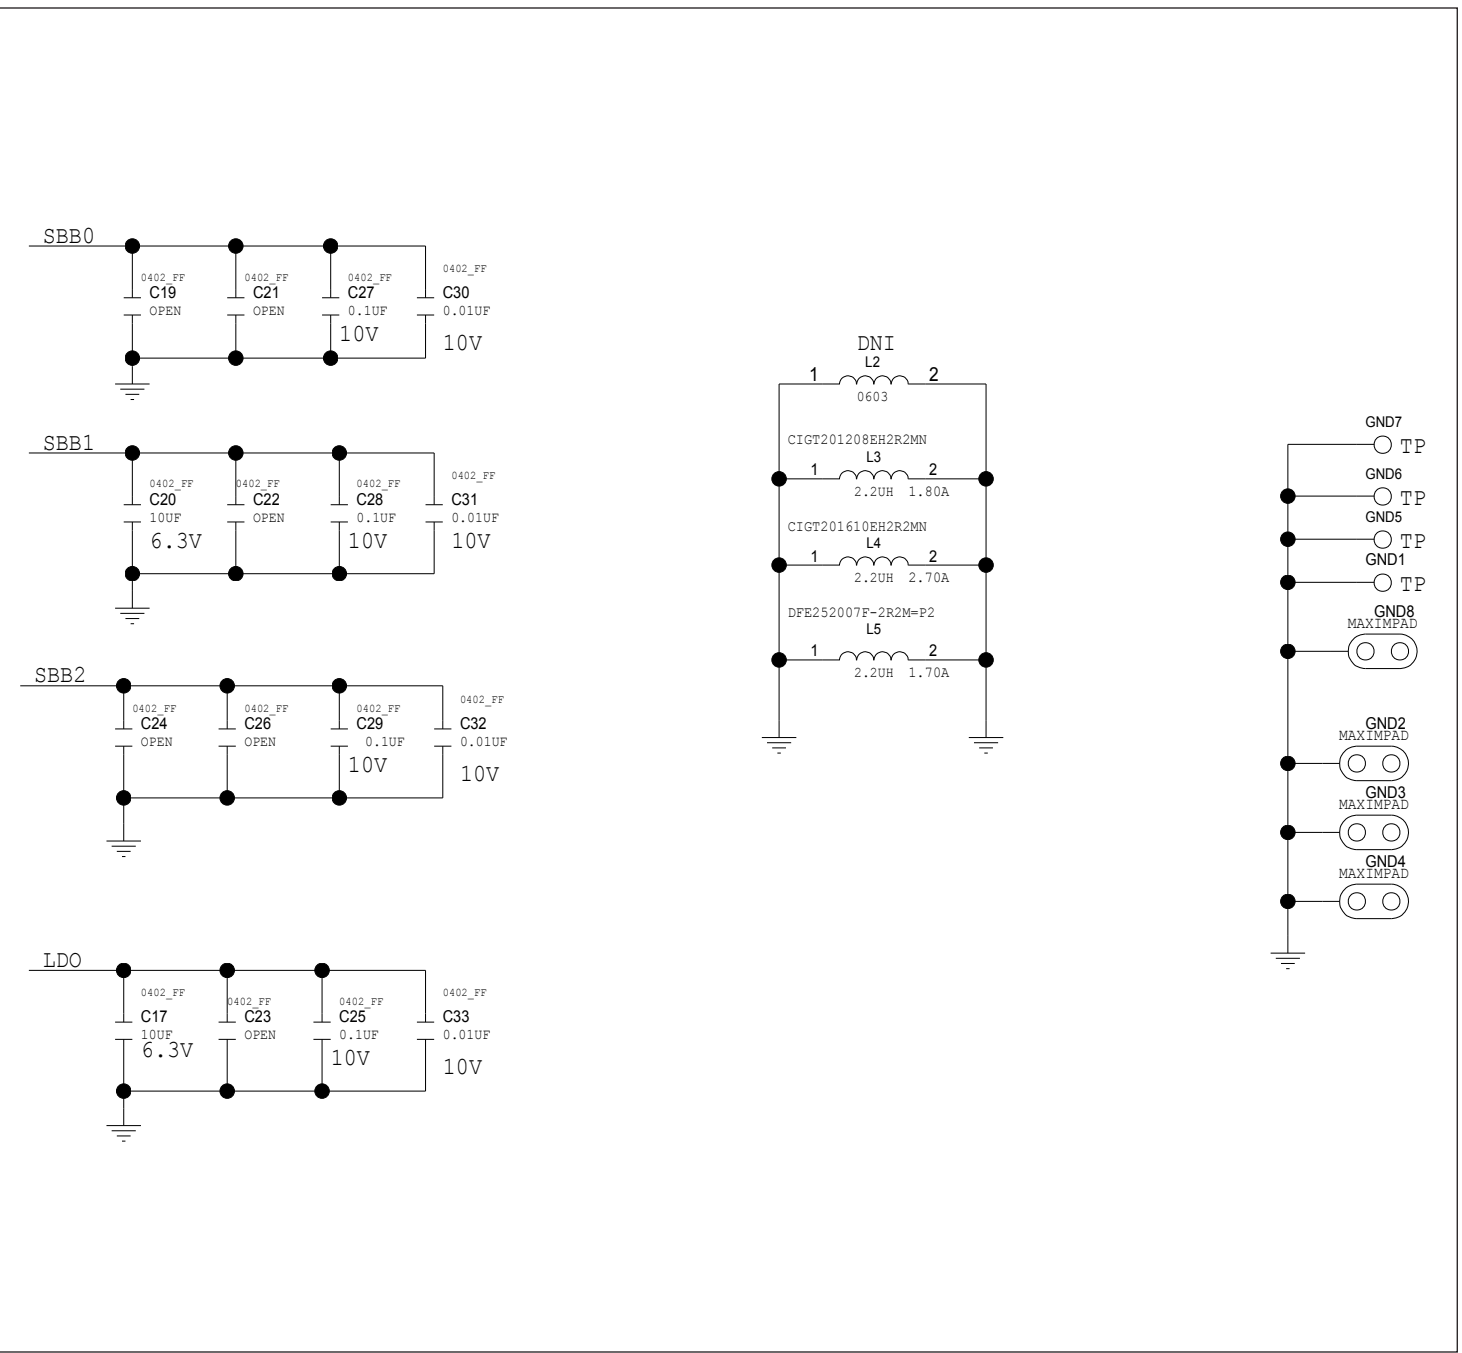 SBB0
0402_FF
C19
OPEN
0402_FF
C21
OPEN
0402_FF
C27
0.1UF
10V
0402_FF
C30
0.01UF
10V
SBB1
0402_FF
C20
10UF
6.3V
0402_FF
C22
OPEN
0402_FF
C28
0.1UF
10V
0402_FF
C31
0.01UF
10V
SBB2
0402_FF
C24
OPEN
0402_FF
C26
OPEN
0402_FF
C29
0.1UF
10V
0402_FF
C32
0.01UF
10V
LDO
0402_FF
C17
10UF
6.3V
0402_FF
C23
OPEN
0402_FF
C25
0.1UF
10V
0402_FF
C33
0.01UF
10V
DNI
L2
1 2
0603
CIGT201208EH2R2MN
L3
1 2
2.2UH 1.80A
CIGT201610EH2R2MN
L4
1 2
2.2UH 2.70A
DFE252007F-2R2M=P2
L5
1 2
2.2UH 1.70A
GND7
TP
GND6
TP
GND5
TP
GND1
TP
GND8
MAXIMPAD
GND2
MAXIMPAD
GND3
MAXIMPAD
GND4
MAXIMPAD